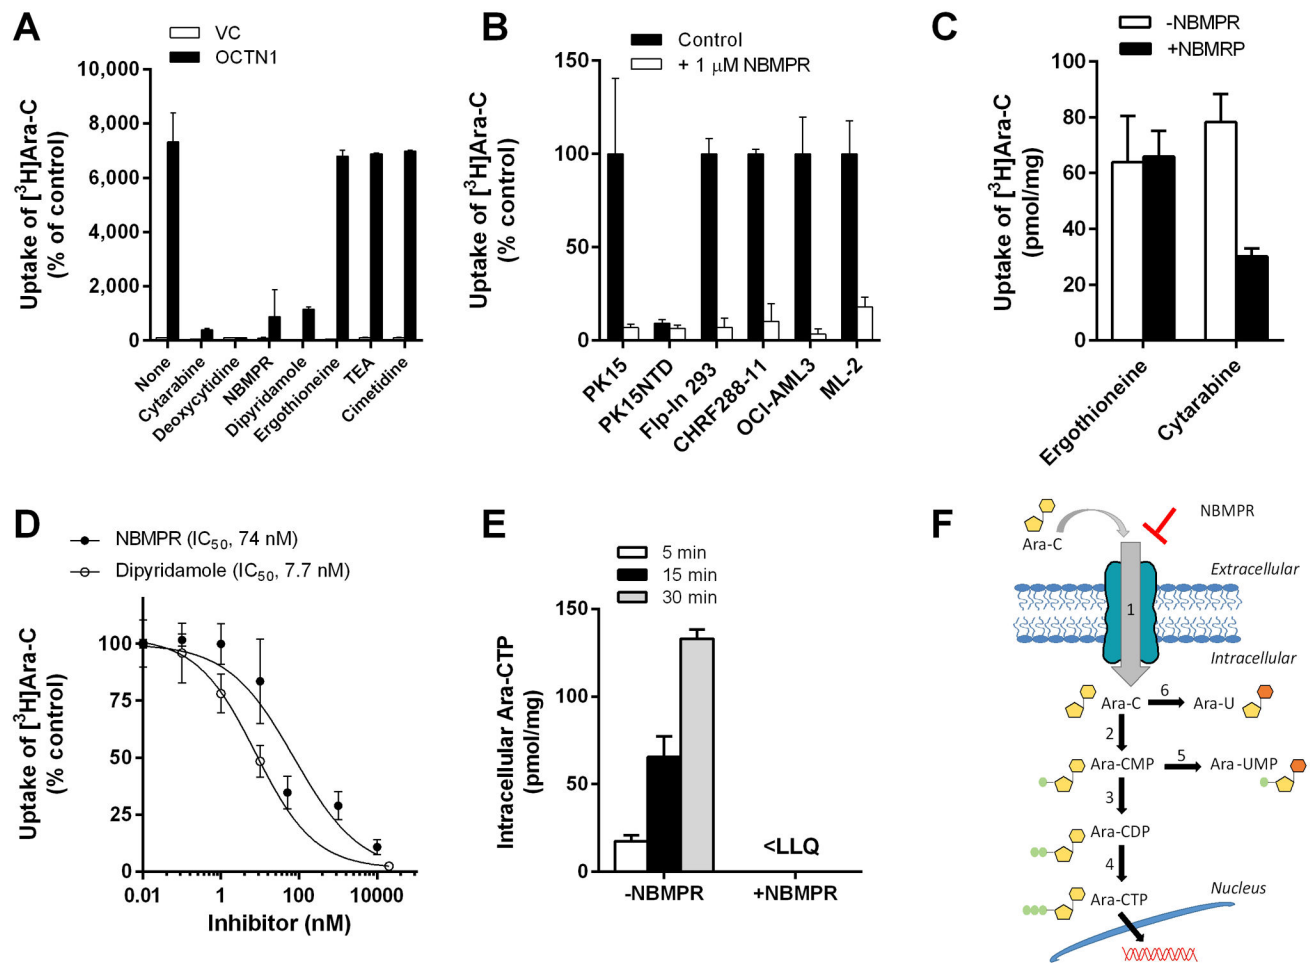 A
VC
OCTN1
10,000
8,000
6,000
4,000
2,000
0
Uptake of [³H]Ara-C
(% of control)
None
Cytarabine
Deoxycytidine
NBMPR
Dipyridamole
Ergothioneine
TEA
Cimetidine
B
Control
+ 1 µM NBMPR
150
100
50
0
Uptake of [³H]Ara-C
(% control)
PK15
PK15NTD
Flp-In 293
CHRF288-11
OCI-AML3
ML-2
C
-NBMPR
+NBMRP
100
80
60
40
20
0
Uptake of [³H]Ara-C
(pmol/mg)
Ergothioneine
Cytarabine
D
NBMPR (IC₅₀, 74 nM)
Dipyridamole (IC₅₀, 7.7 nM)
100
75
50
25
0
Uptake of [³H]Ara-C
(% control)
0.01
1
100
10000
Inhibitor (nM)
E
5 min
15 min
30 min
150
100
50
0
Intracellular Ara-CTP
(pmol/mg)
<LLQ
-NBMPR
+NBMPR
F
NBMPR
Ara-C
Extracellular
1
Intracellular
Ara-C
6
Ara-U
2
Ara-CMP
5
Ara-UMP
3
Ara-CDP
4
Ara-CTP
Nucleus